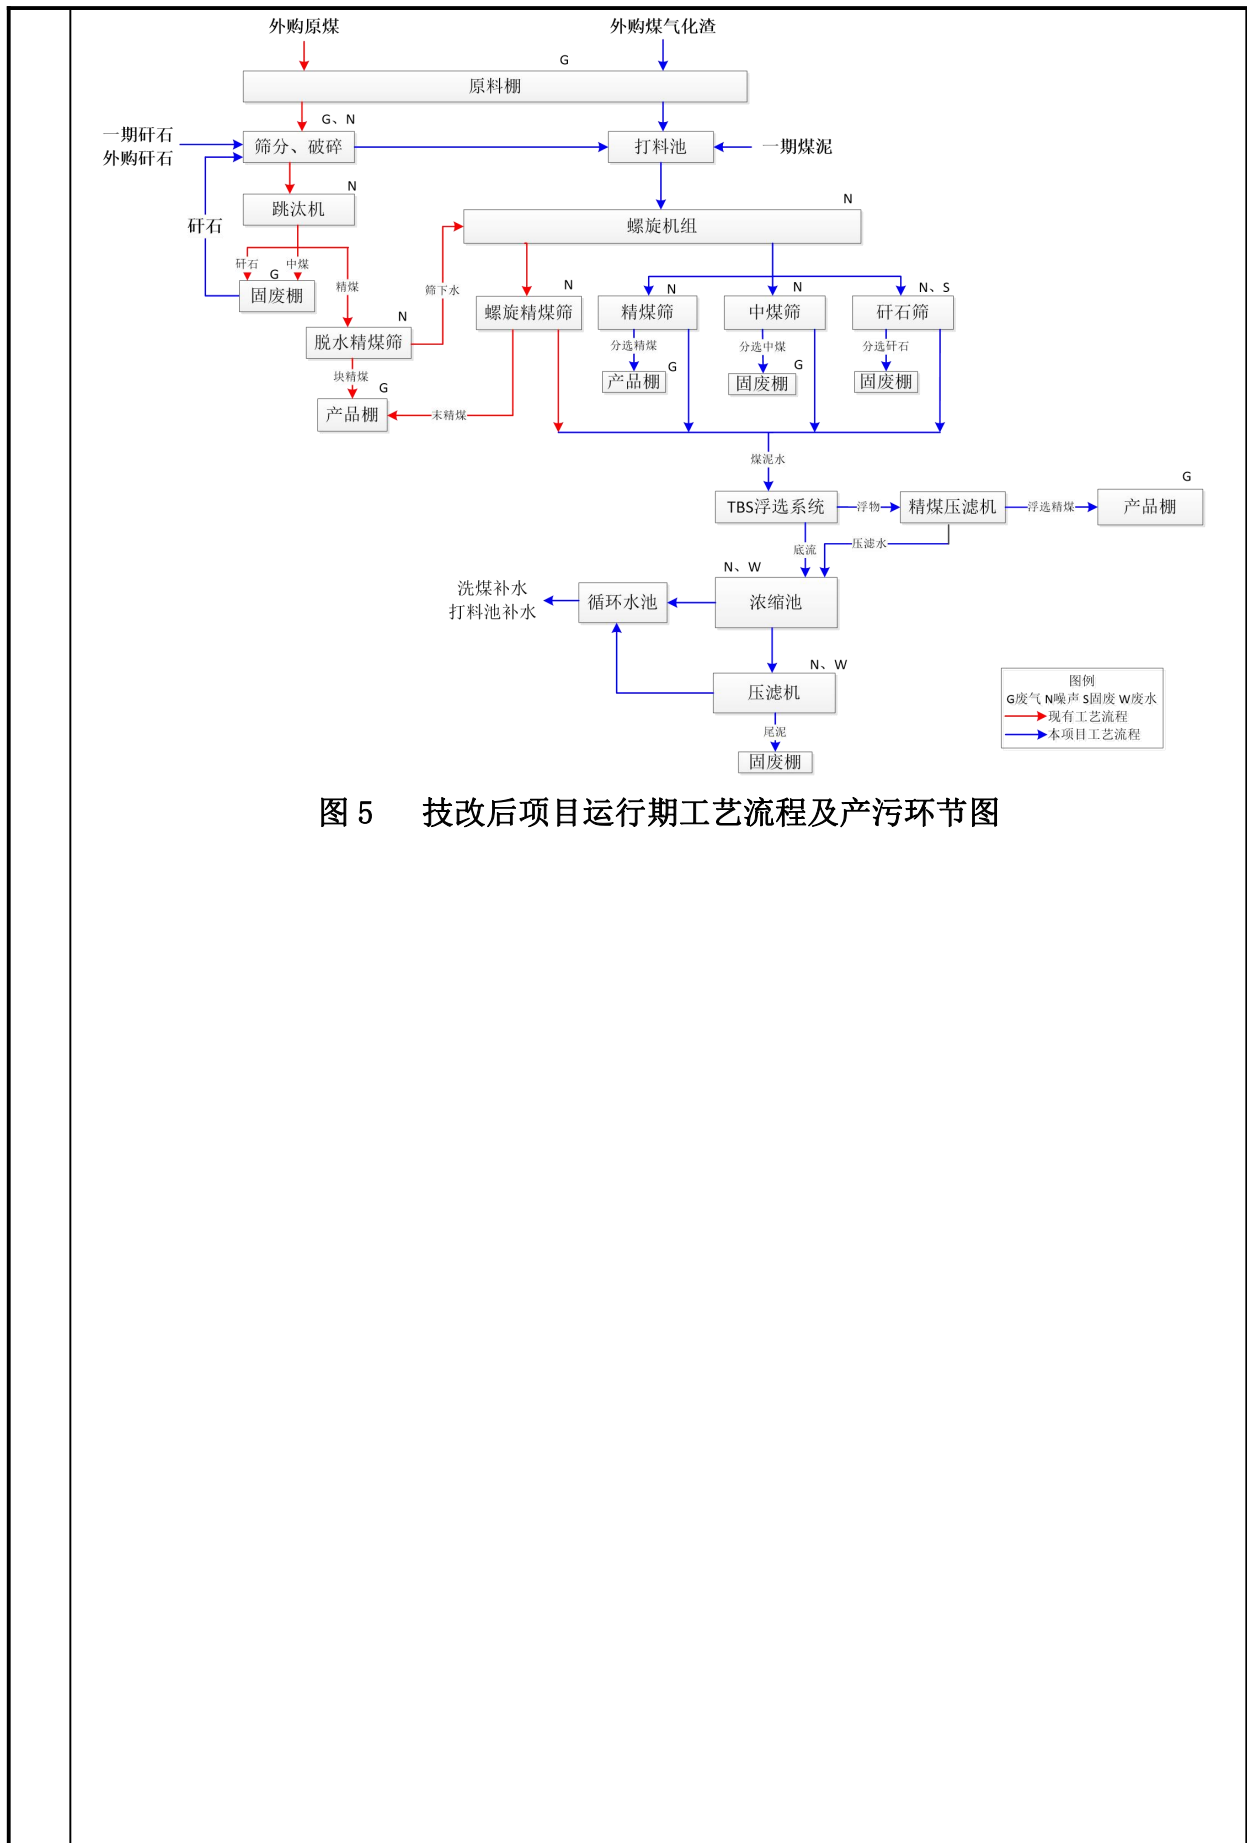 外购原煤
外购煤气化渣
G
原料棚
G、N
一期矸石
外购矸石
筛分、破碎
打料池
一期煤泥
N
跳汰机
N
螺旋机组
矸石
矸石
中煤
精煤
G
固废棚
筛下水
N
螺旋精煤筛
N
精煤筛
N
中煤筛
N、S
矸石筛
N
脱水精煤筛
分选精煤
分选中煤
分选矸石
块精煤
G
产品棚
末精煤
G
产品棚
G
固废棚
固废棚
煤泥水
TBS浮选系统
浮物
精煤压滤机
浮选精煤
G
产品棚
底流
压滤水
N、W
洗煤补水
打料池补水
循环水池
浓缩池
N、W
压滤机
尾泥
固废棚
图例
G废气 N噪声 S固废 W废水
现有工艺流程
本项目工艺流程
图 5 技改后项目运行期工艺流程及产污环节图